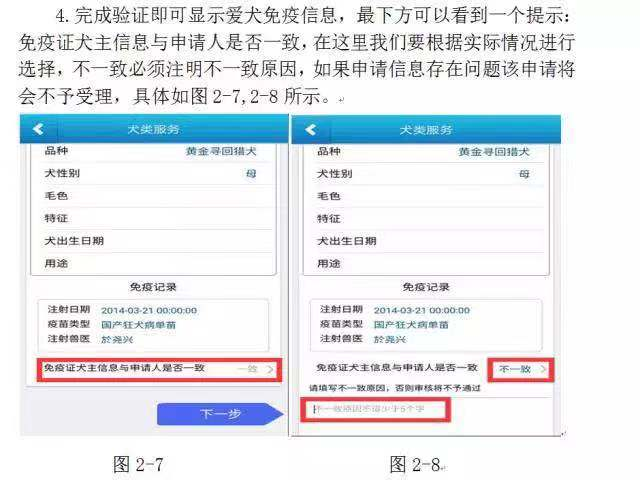 4.完成验证即可显示爱犬免疫信息，最下方可以看到一个提示：
免疫证犬主信息与申请人是否一致，在这里我们要根据实际情况进行
选择，不一致必须注明不一致原因，如果申请信息存在问题该申请将
会不予受理，具体如图2-7,2-8所示。
犬类服务
品种 黄金寻回猎犬
犬性别 母
毛色
特征
犬出生日期
用途
免疫记录
注射日期 2014-03-21 00:00:00
疫苗类型 国产狂犬病单苗
注射兽医 於尧兴
免疫证犬主信息与申请人是否一致 一致
下一步
图2-7
犬类服务
品种 黄金寻回猎犬
犬性别 母
毛色
特征
犬出生日期
用途
免疫记录
注射日期 2014-03-21 00:00:00
疫苗类型 国产狂犬病单苗
注射兽医 於尧兴
免疫证犬主信息与申请人是否一致 不一致
请填写不一致原因，否则审核将不予通过
不一致原因不得少于5个字
图2-8